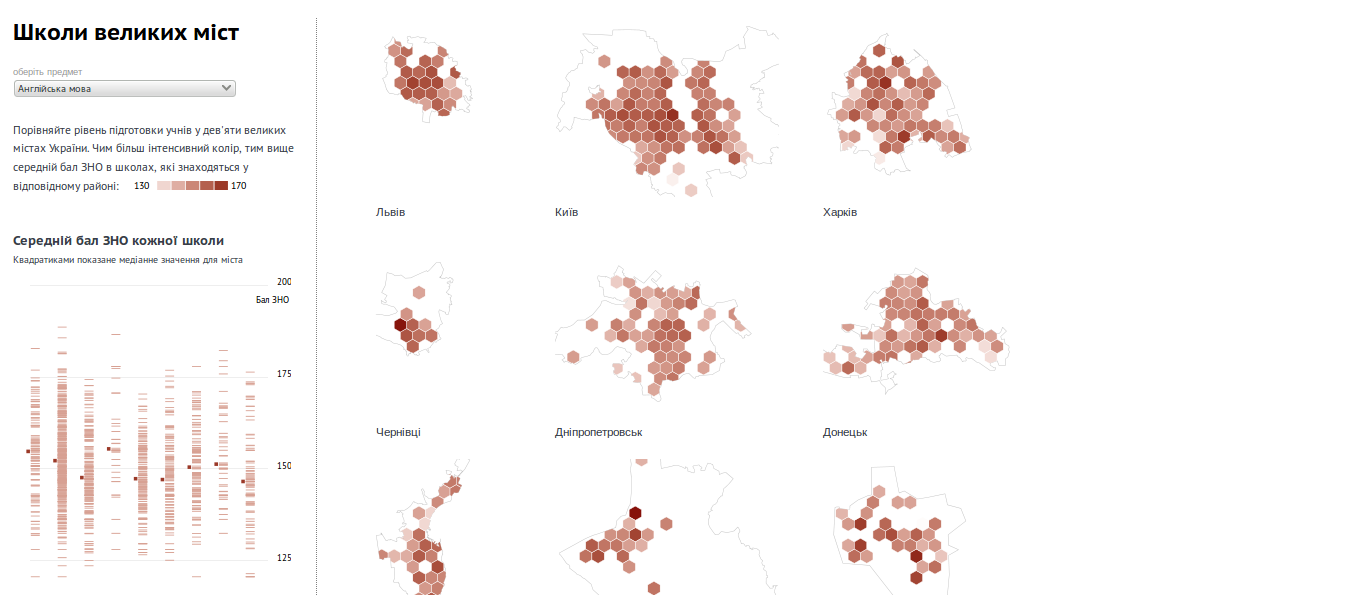 Школи великих міст
оберіть предмет
Англійська мова
Порівняйте рівень підготовки учнів у дев'яти великих
містах України. Чим більш інтенсивний колір, тим вище
середній бал ЗНО в школах, які знаходяться у
відповідному районі: 130 170
Середній бал ЗНО кожної школи
Квадратиками показане медіанне значення для міста
200
Бал ЗНО
175
150
125
Львів
Київ
Харків
Чернівці
Дніпропетровськ
Донецьк